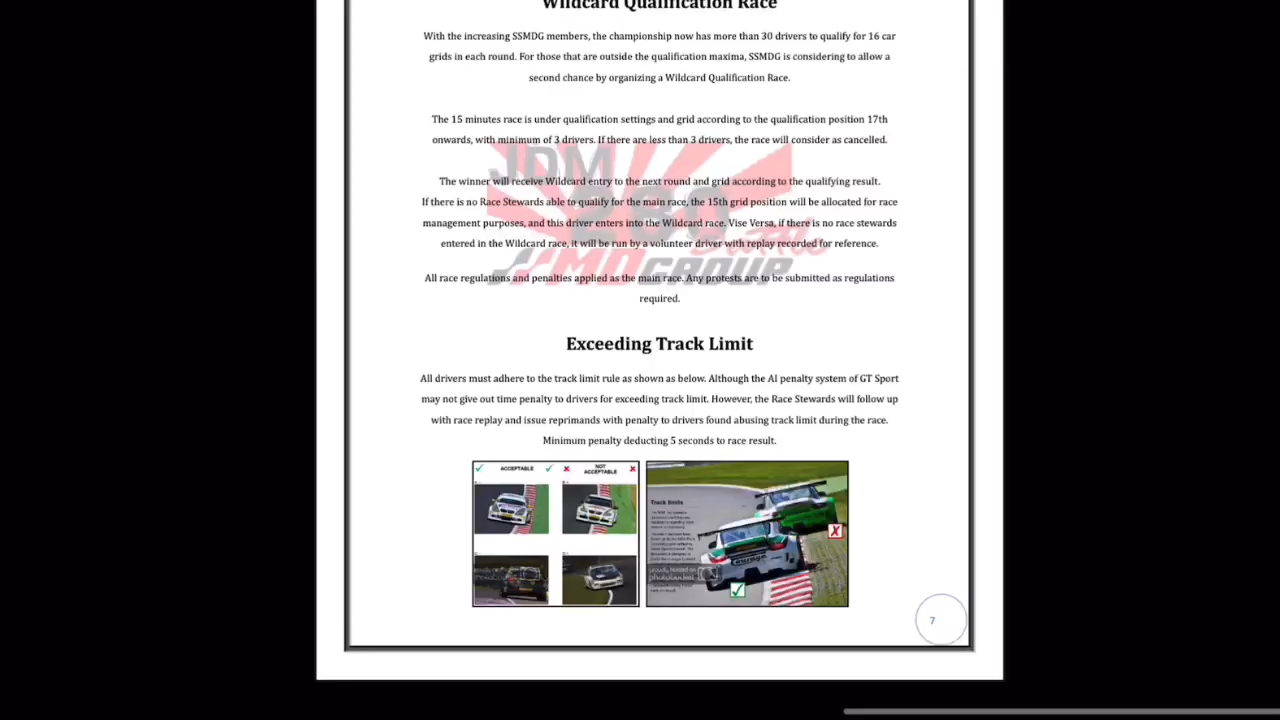 Wildcard Qualification Race
With the increasing SSMDG members, the championship now has more than 30 drivers to qualify for 16 car
grids in each round. For those that are outside the qualification maxima, SSMDG is considering to allow a
second chance by organizing a Wildcard Qualification Race.
The 15 minutes race is under qualification settings and grid according to the qualification position 17th
onwards, with minimum of 3 drivers. If there are less than 3 drivers, the race will consider as cancelled.
The winner will receive Wildcard entry to the next round and grid according to the qualifying result.
If there is no Race Stewards able to qualify for the main race, the 15th grid position will be allocated for race
management purposes, and this driver enters into the Wildcard race. Vise Versa, if there is no race stewards
entered in the Wildcard race, it will be run by a volunteer driver with replay recorded for reference.
All race regulations and penalties applied as the main race. Any protests are to be submitted as regulations
required.
JDM
Battle
SSMDGROUP
Exceeding Track Limit
All drivers must adhere to the track limit rule as shown as below. Although the AI penalty system of GT Sport
may not give out time penalty to drivers for exceeding track limit. However, the Race Stewards will follow up
with race replay and issue reprimands with penalty to drivers found abusing track limit during the race.
Minimum penalty deducting 5 seconds to race result.
ACCEPTABLE
NOT
ACCEPTABLE
Track limits
europa
photobucket
7